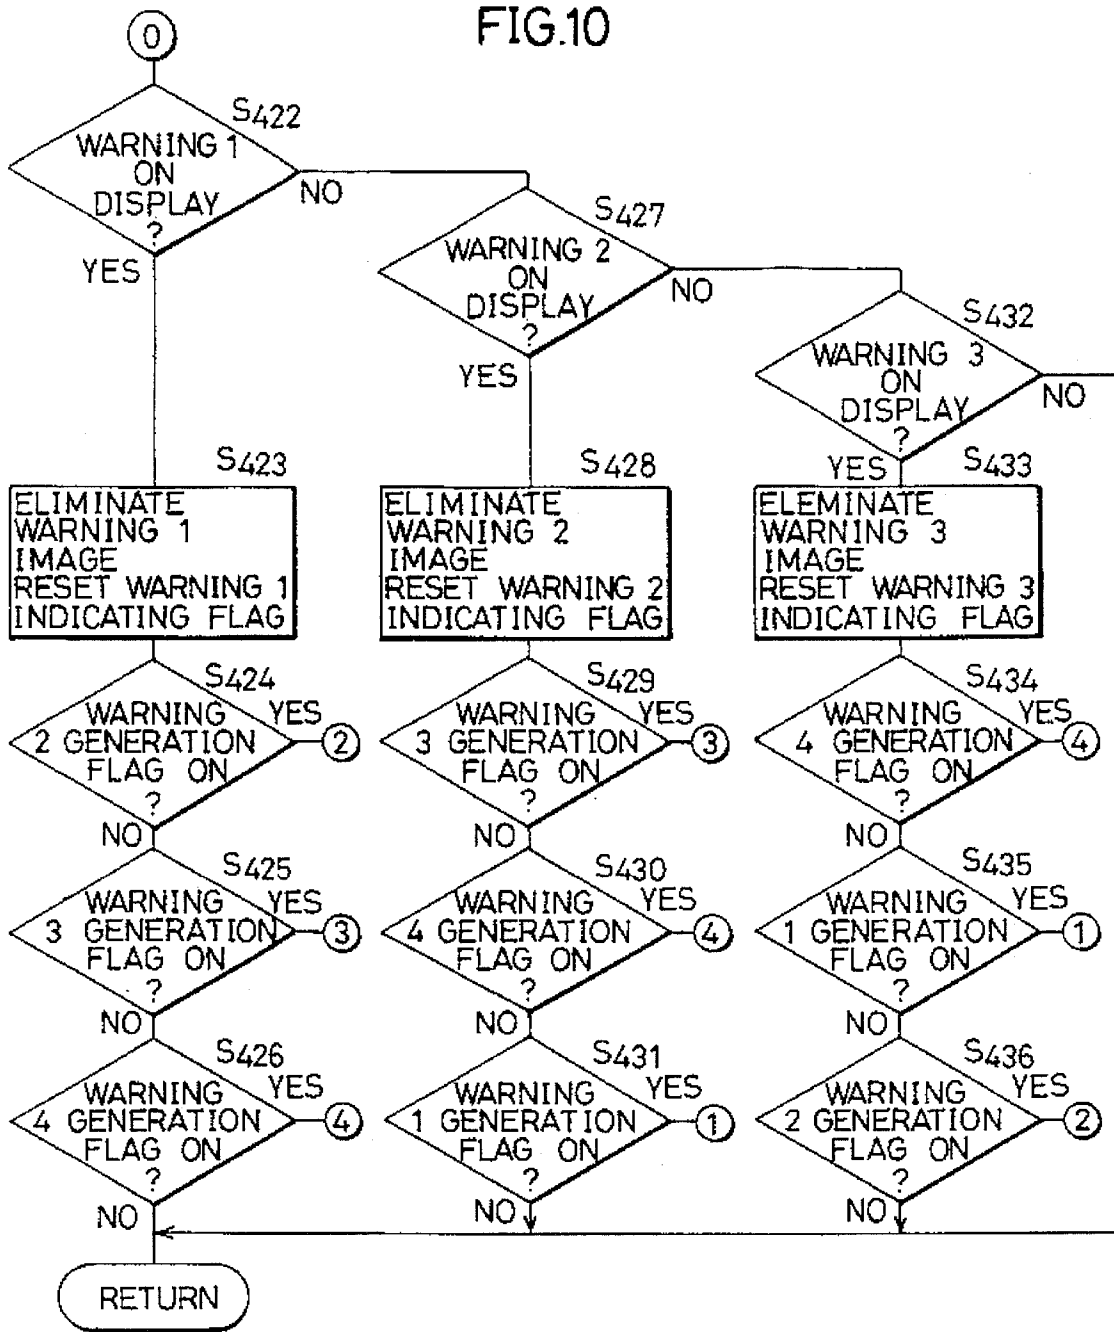 FIG.10
0
S422
WARNING 1
ON
DISPLAY
?
NO
YES
S427
WARNING 2
ON
DISPLAY
?
NO
YES
S432
WARNING 3
ON
DISPLAY
?
NO
YES
S423
ELIMINATE
WARNING 1
IMAGE
RESET WARNING 1
INDICATING FLAG
S428
ELIMINATE
WARNING 2
IMAGE
RESET WARNING 2
INDICATING FLAG
S433
ELEMINATE
WARNING 3
IMAGE
RESET WARNING 3
INDICATING FLAG
S424
WARNING
2 GENERATION
FLAG ON
?
YES
2
NO
S429
WARNING
3 GENERATION
FLAG ON
?
YES
3
NO
S434
WARNING
4 GENERATION
FLAG ON
?
YES
4
NO
S425
WARNING
3 GENERATION
FLAG ON
?
YES
3
NO
S430
WARNING
4 GENERATION
FLAG ON
?
YES
4
NO
S435
WARNING
1 GENERATION
FLAG ON
?
YES
1
NO
S426
WARNING
4 GENERATION
FLAG ON
?
YES
4
NO
S431
WARNING
1 GENERATION
FLAG ON
?
YES
1
NO
S436
WARNING
2 GENERATION
FLAG ON
?
YES
2
NO
RETURN